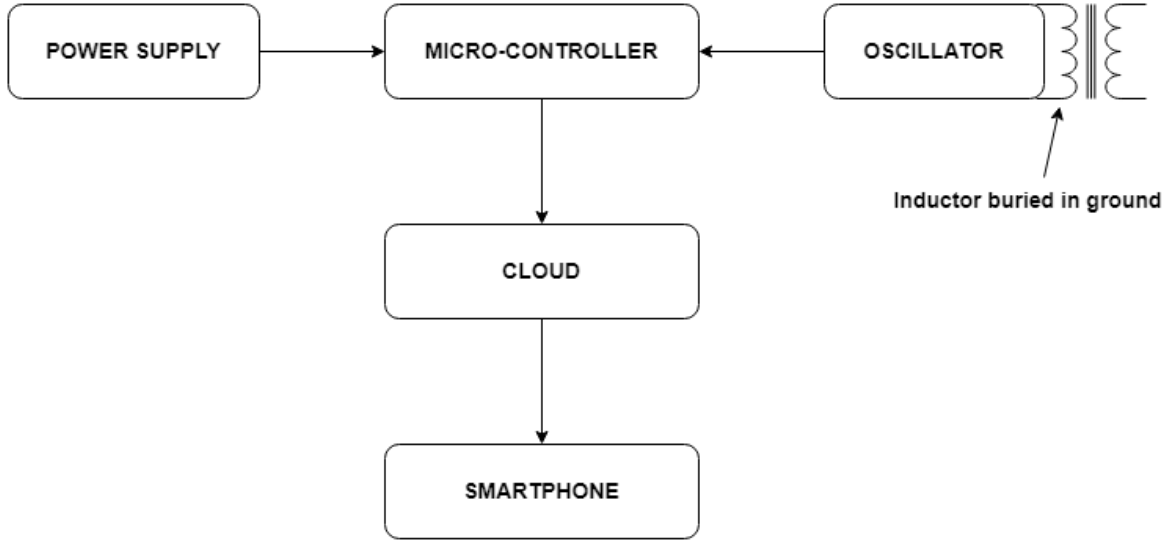 POWER SUPPLY
MICRO-CONTROLLER
OSCILLATOR
Inductor buried in ground
CLOUD
SMARTPHONE